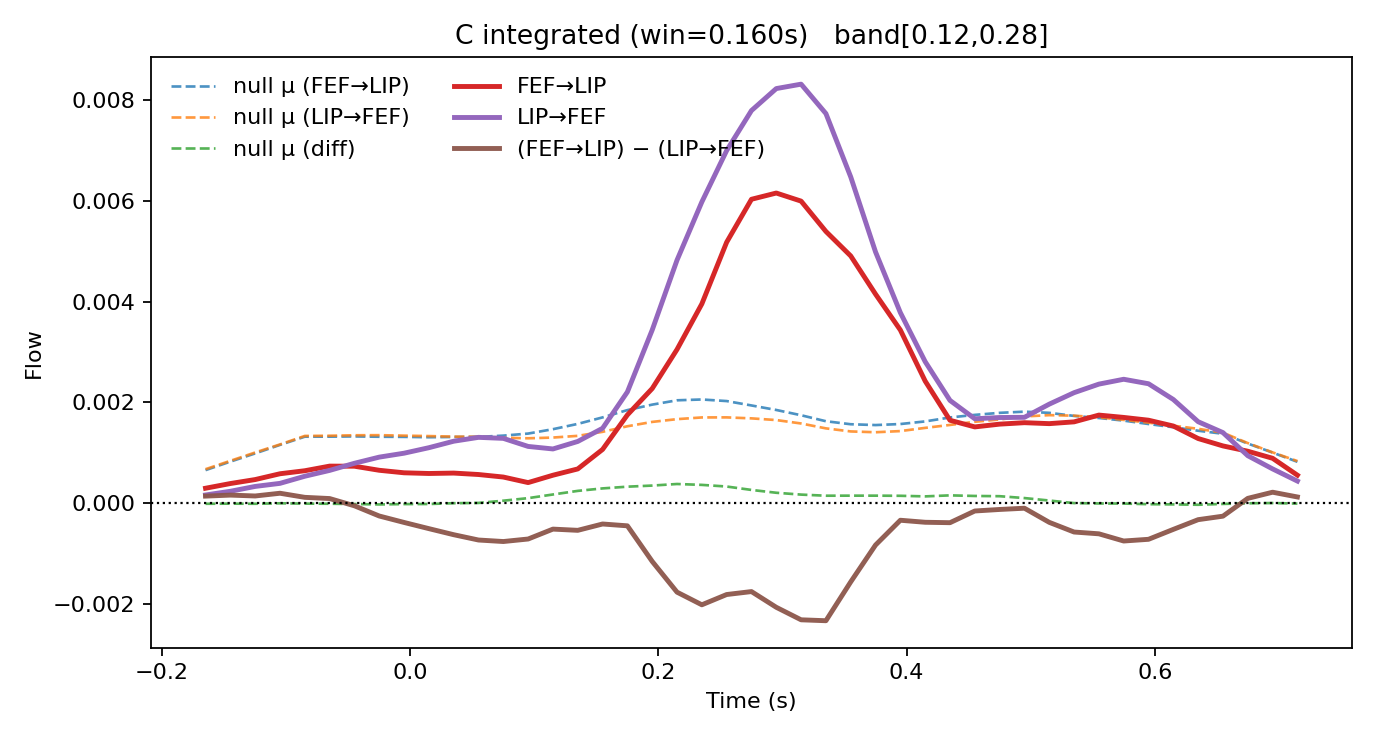 C integrated (win=0.160s)   band[0.12,0.28]
null μ (FEF→LIP)
null μ (LIP→FEF)
null μ (diff)
FEF→LIP
LIP→FEF
(FEF→LIP) − (LIP→FEF)
Flow
0.008
0.006
0.004
0.002
0.000
−0.002
−0.2
0.0
0.2
0.4
0.6
Time (s)